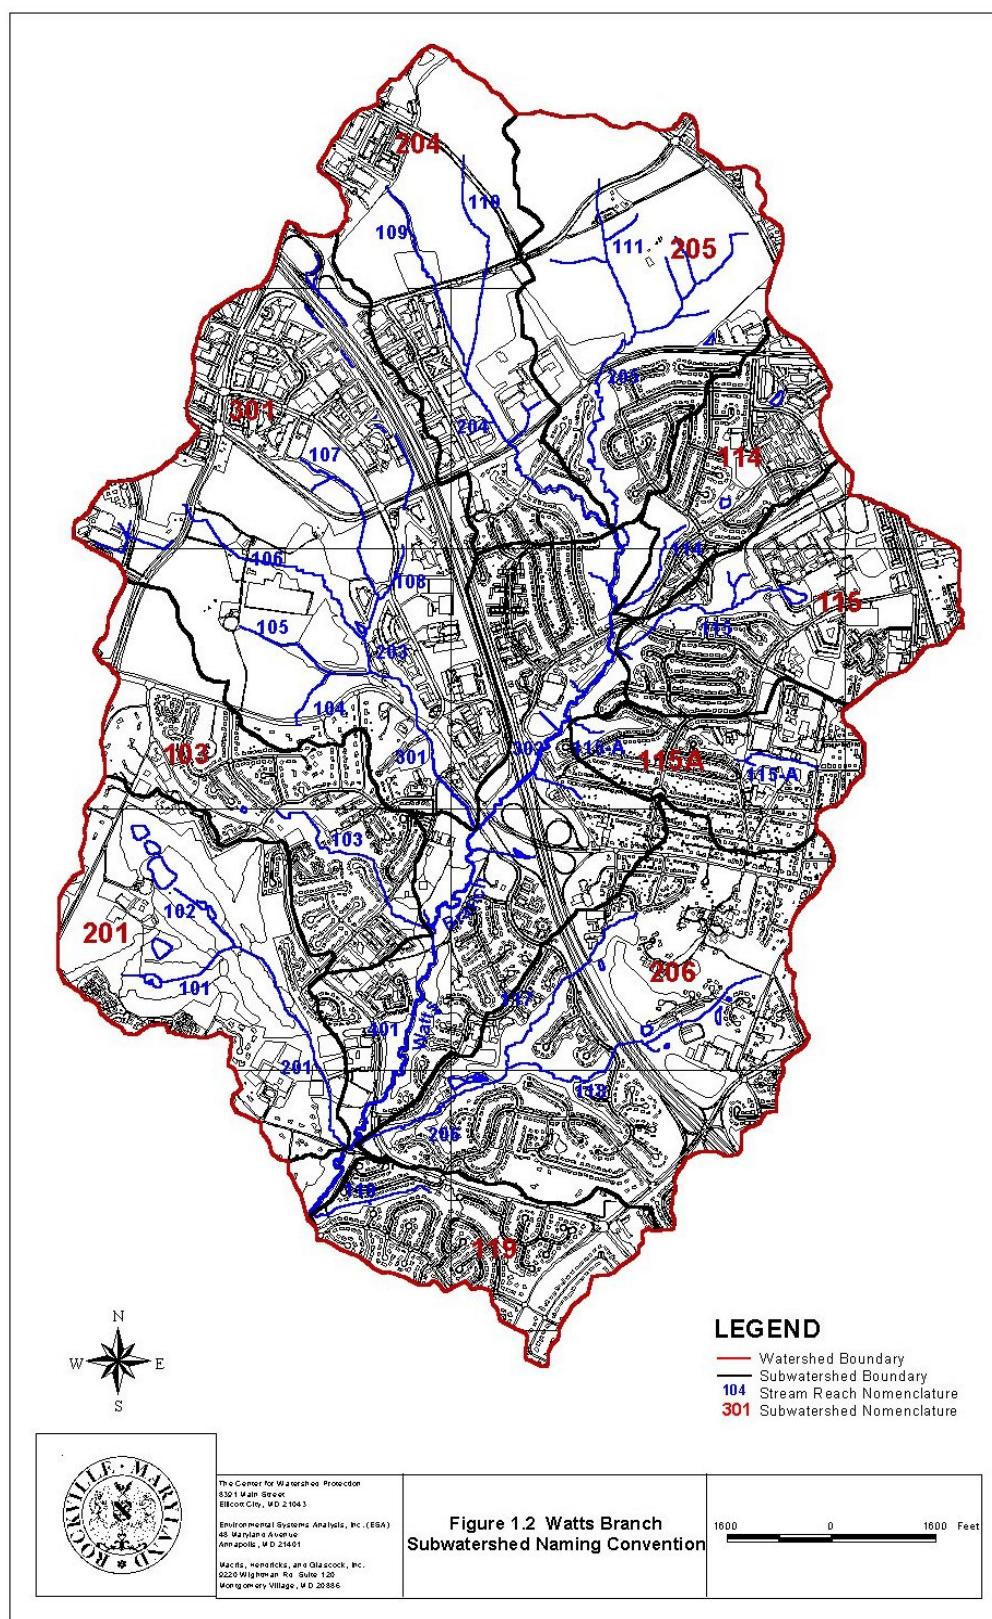 204
110
109
111
205
205
204
301
107
114
114
106
108
115
115
105
203
104
103
301
302
115-A
115A
115-A
103
102
201
Branch
101
206
117
401
Watts
201
118
206
119
N
W E
S
LEGEND
Watershed Boundary
Subwatershed Boundary
104 Stream Reach Nomenclature
301 Subwatershed Nomenclature
ROCKVILLE · MARYLAND
The Center for Watershed Protection
8391 Main Street
Ellicott City, MD 21043
Environmental Systems Analysis, Inc. (ESA)
48 Maryland Avenue
Annapolis, MD 21401
Macris, Hendricks, and Glascock, Inc.
9220 Wightman Rd Suite 120
Montgomery Village, MD 20886
Figure 1.2 Watts Branch
Subwatershed Naming Convention
1600 0 1600 Feet